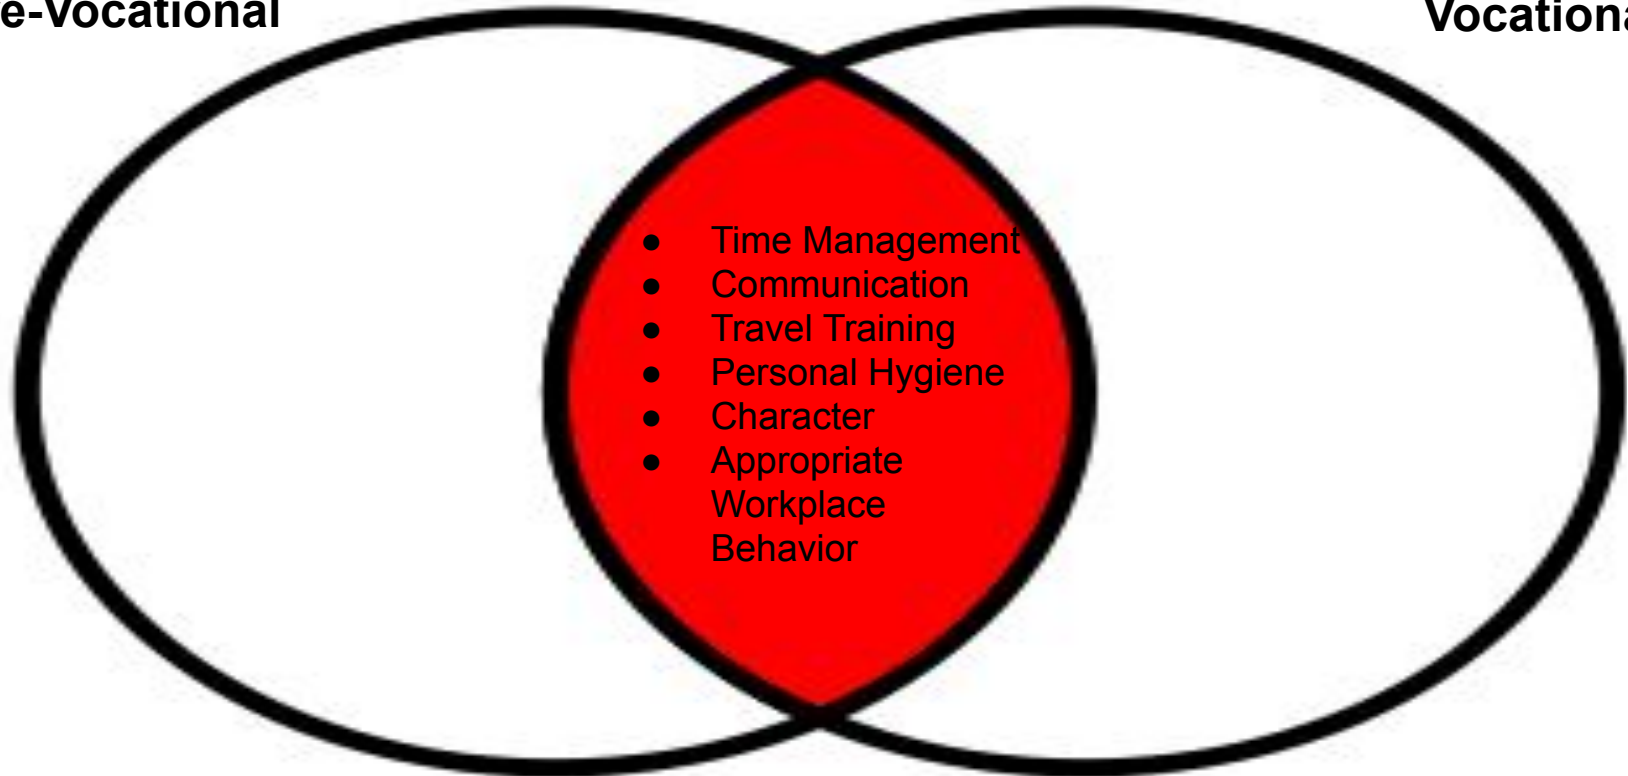 e-Vocational
Vocationa
● Time Management
● Communication
● Travel Training
● Personal Hygiene
● Character
● Appropriate
Workplace
Behavior